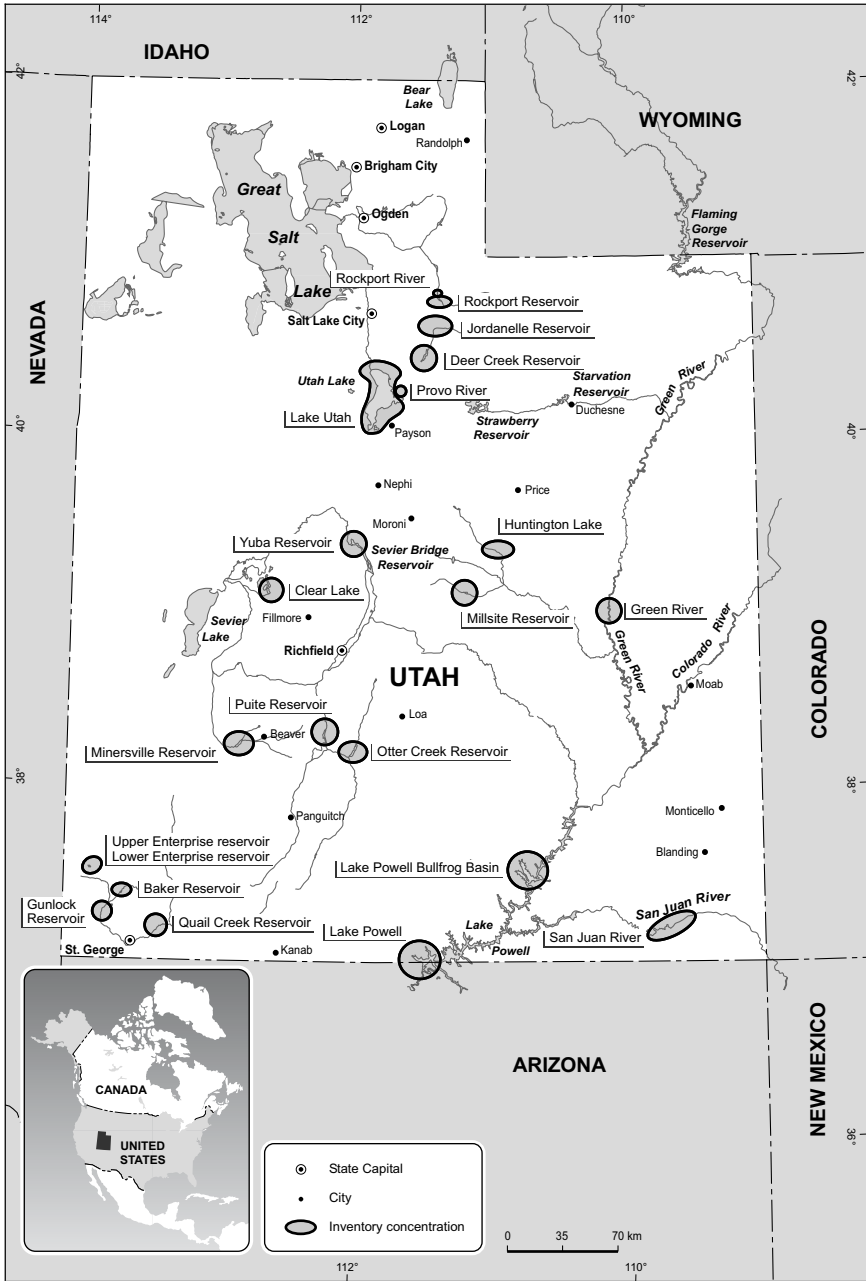 114°
112°
110°
IDAHO
42°
42°
Bear
Lake
WYOMING
Logan
Randolph
Brigham City
Great
Ogden
Flaming
Gorge
Reservoir
Salt
Rockport River
Lake
Rockport Reservoir
Salt Lake City
Jordanelle Reservoir
NEVADA
Deer Creek Reservoir
Utah Lake
Provo River
Starvation
Reservoir
Green River
Duchesne
Lake Utah
Strawberry
Reservoir
40°
Payson
40°
Nephi
Price
Moroni
Huntington Lake
Yuba Reservoir
Sevier Bridge
Reservoir
Clear Lake
Millsite Reservoir
Green River
Sevier
Lake
Fillmore
Colorado River
Richfield
Green River
COLORADO
UTAH
Moab
Puite Reservoir
Loa
Beaver
Minersville Reservoir
Otter Creek Reservoir
38°
38°
Monticello
Panguitch
Upper Enterprise reservoir
Lower Enterprise reservoir
Blanding
Lake Powell Bullfrog Basin
Baker Reservoir
Gunlock
Reservoir
San Juan River
Quail Creek Reservoir
Lake Powell
Lake
Powell
San Juan River
St. George
Kanab
ARIZONA
NEW MEXICO
CANADA
UNITED
STATES
36°
State Capital
City
Inventory concentration
0 35 70 km
112°
110°